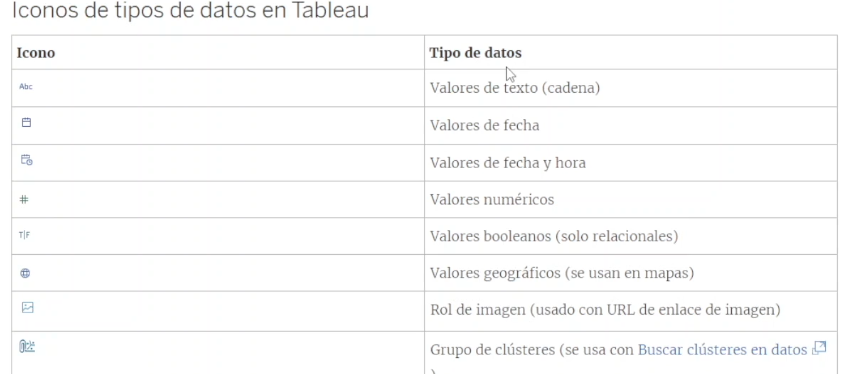 Iconos de tipos de datos en Tableau
Icono Tipo de datos
Abc Valores de texto (cadena)
Valores de fecha
Valores de fecha y hora
# Valores numéricos
T|F Valores booleanos (solo relacionales)
Valores geográficos (se usan en mapas)
Rol de imagen (usado con URL de enlace de imagen)
Grupo de clústeres (se usa con Buscar clústeres en datos
)